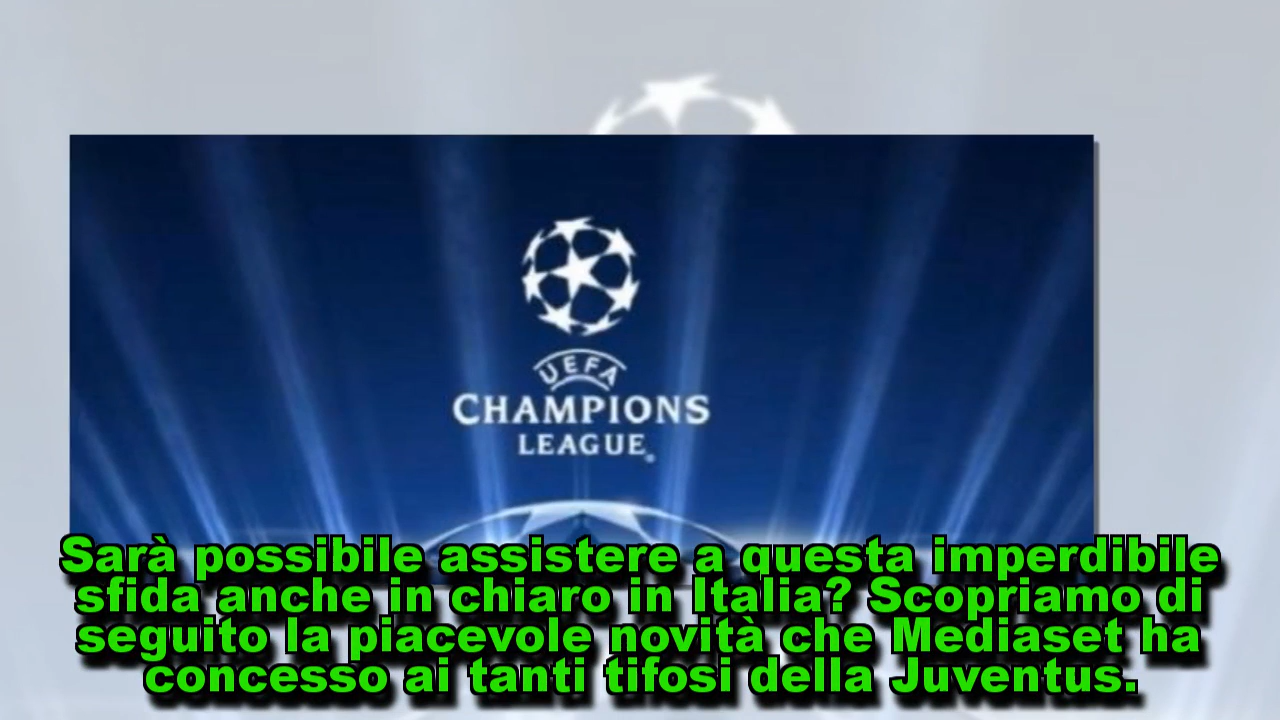 UEFA
CHAMPIONS
LEAGUE®
Sarà possibile assistere a questa imperdibile
sfida anche in chiaro in Italia? Scopriamo di
seguito la piacevole novità che Mediaset ha
concesso ai tanti tifosi della Juventus.